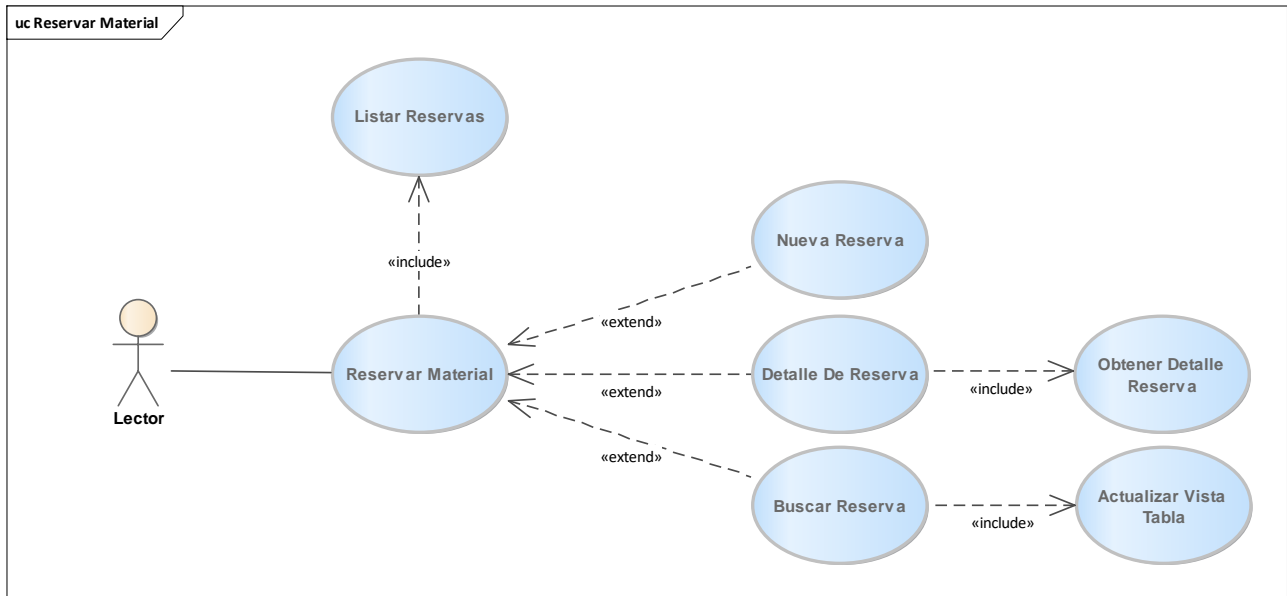 uc Reservar Material
Listar Reservas
«include»
Nueva Reserva
«extend»
Reservar Material
Lector
«extend»
Detalle De Reserva
«include»
Obtener Detalle
Reserva
«extend»
Buscar Reserva
«include»
Actualizar Vista
Tabla